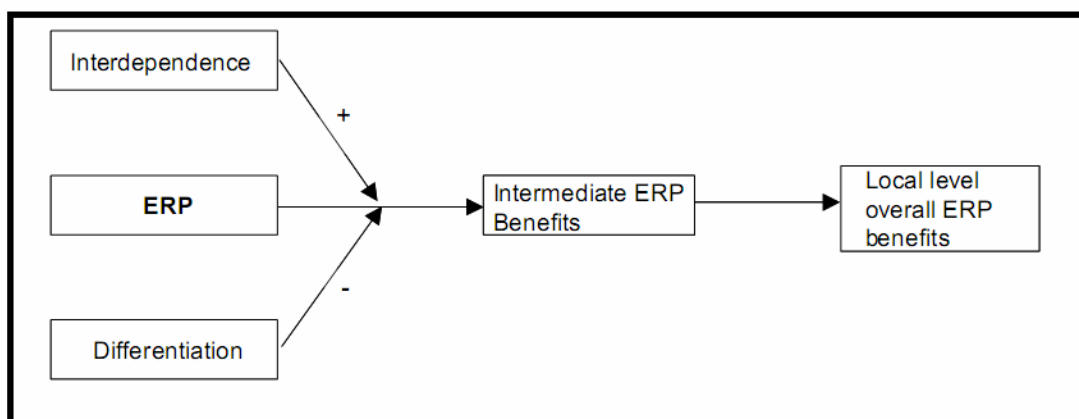 Interdependence
+
ERP
Intermediate ERP
Benefits
Local level
overall ERP
benefits
-
Differentiation